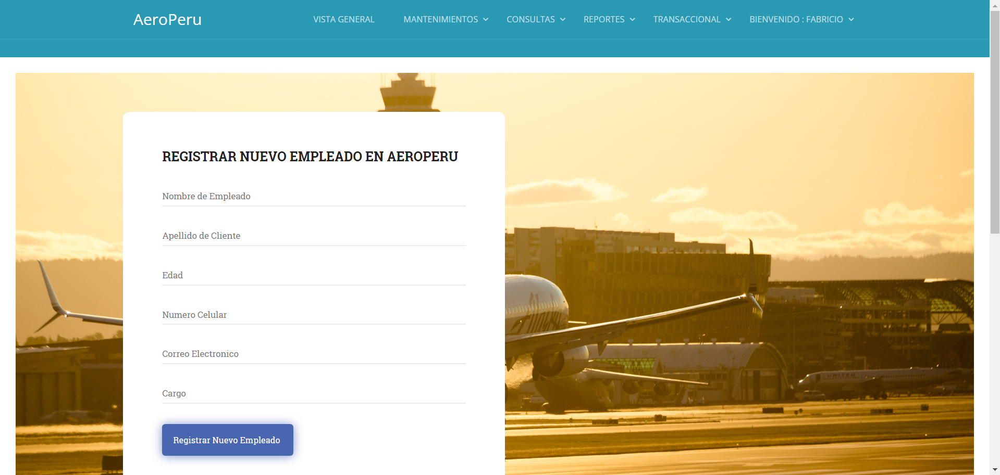 AeroPeru
VISTA GENERAL
MANTENIMIENTOS
CONSULTAS
REPORTES
TRANSACCIONAL
BIENVENIDO : FABRICIO
REGISTRAR NUEVO EMPLEADO EN AEROPERU
Nombre de Empleado
Apellido de Cliente
Edad
Numero Celular
Correo Electronico
Cargo
Registrar Nuevo Empleado
UNITED